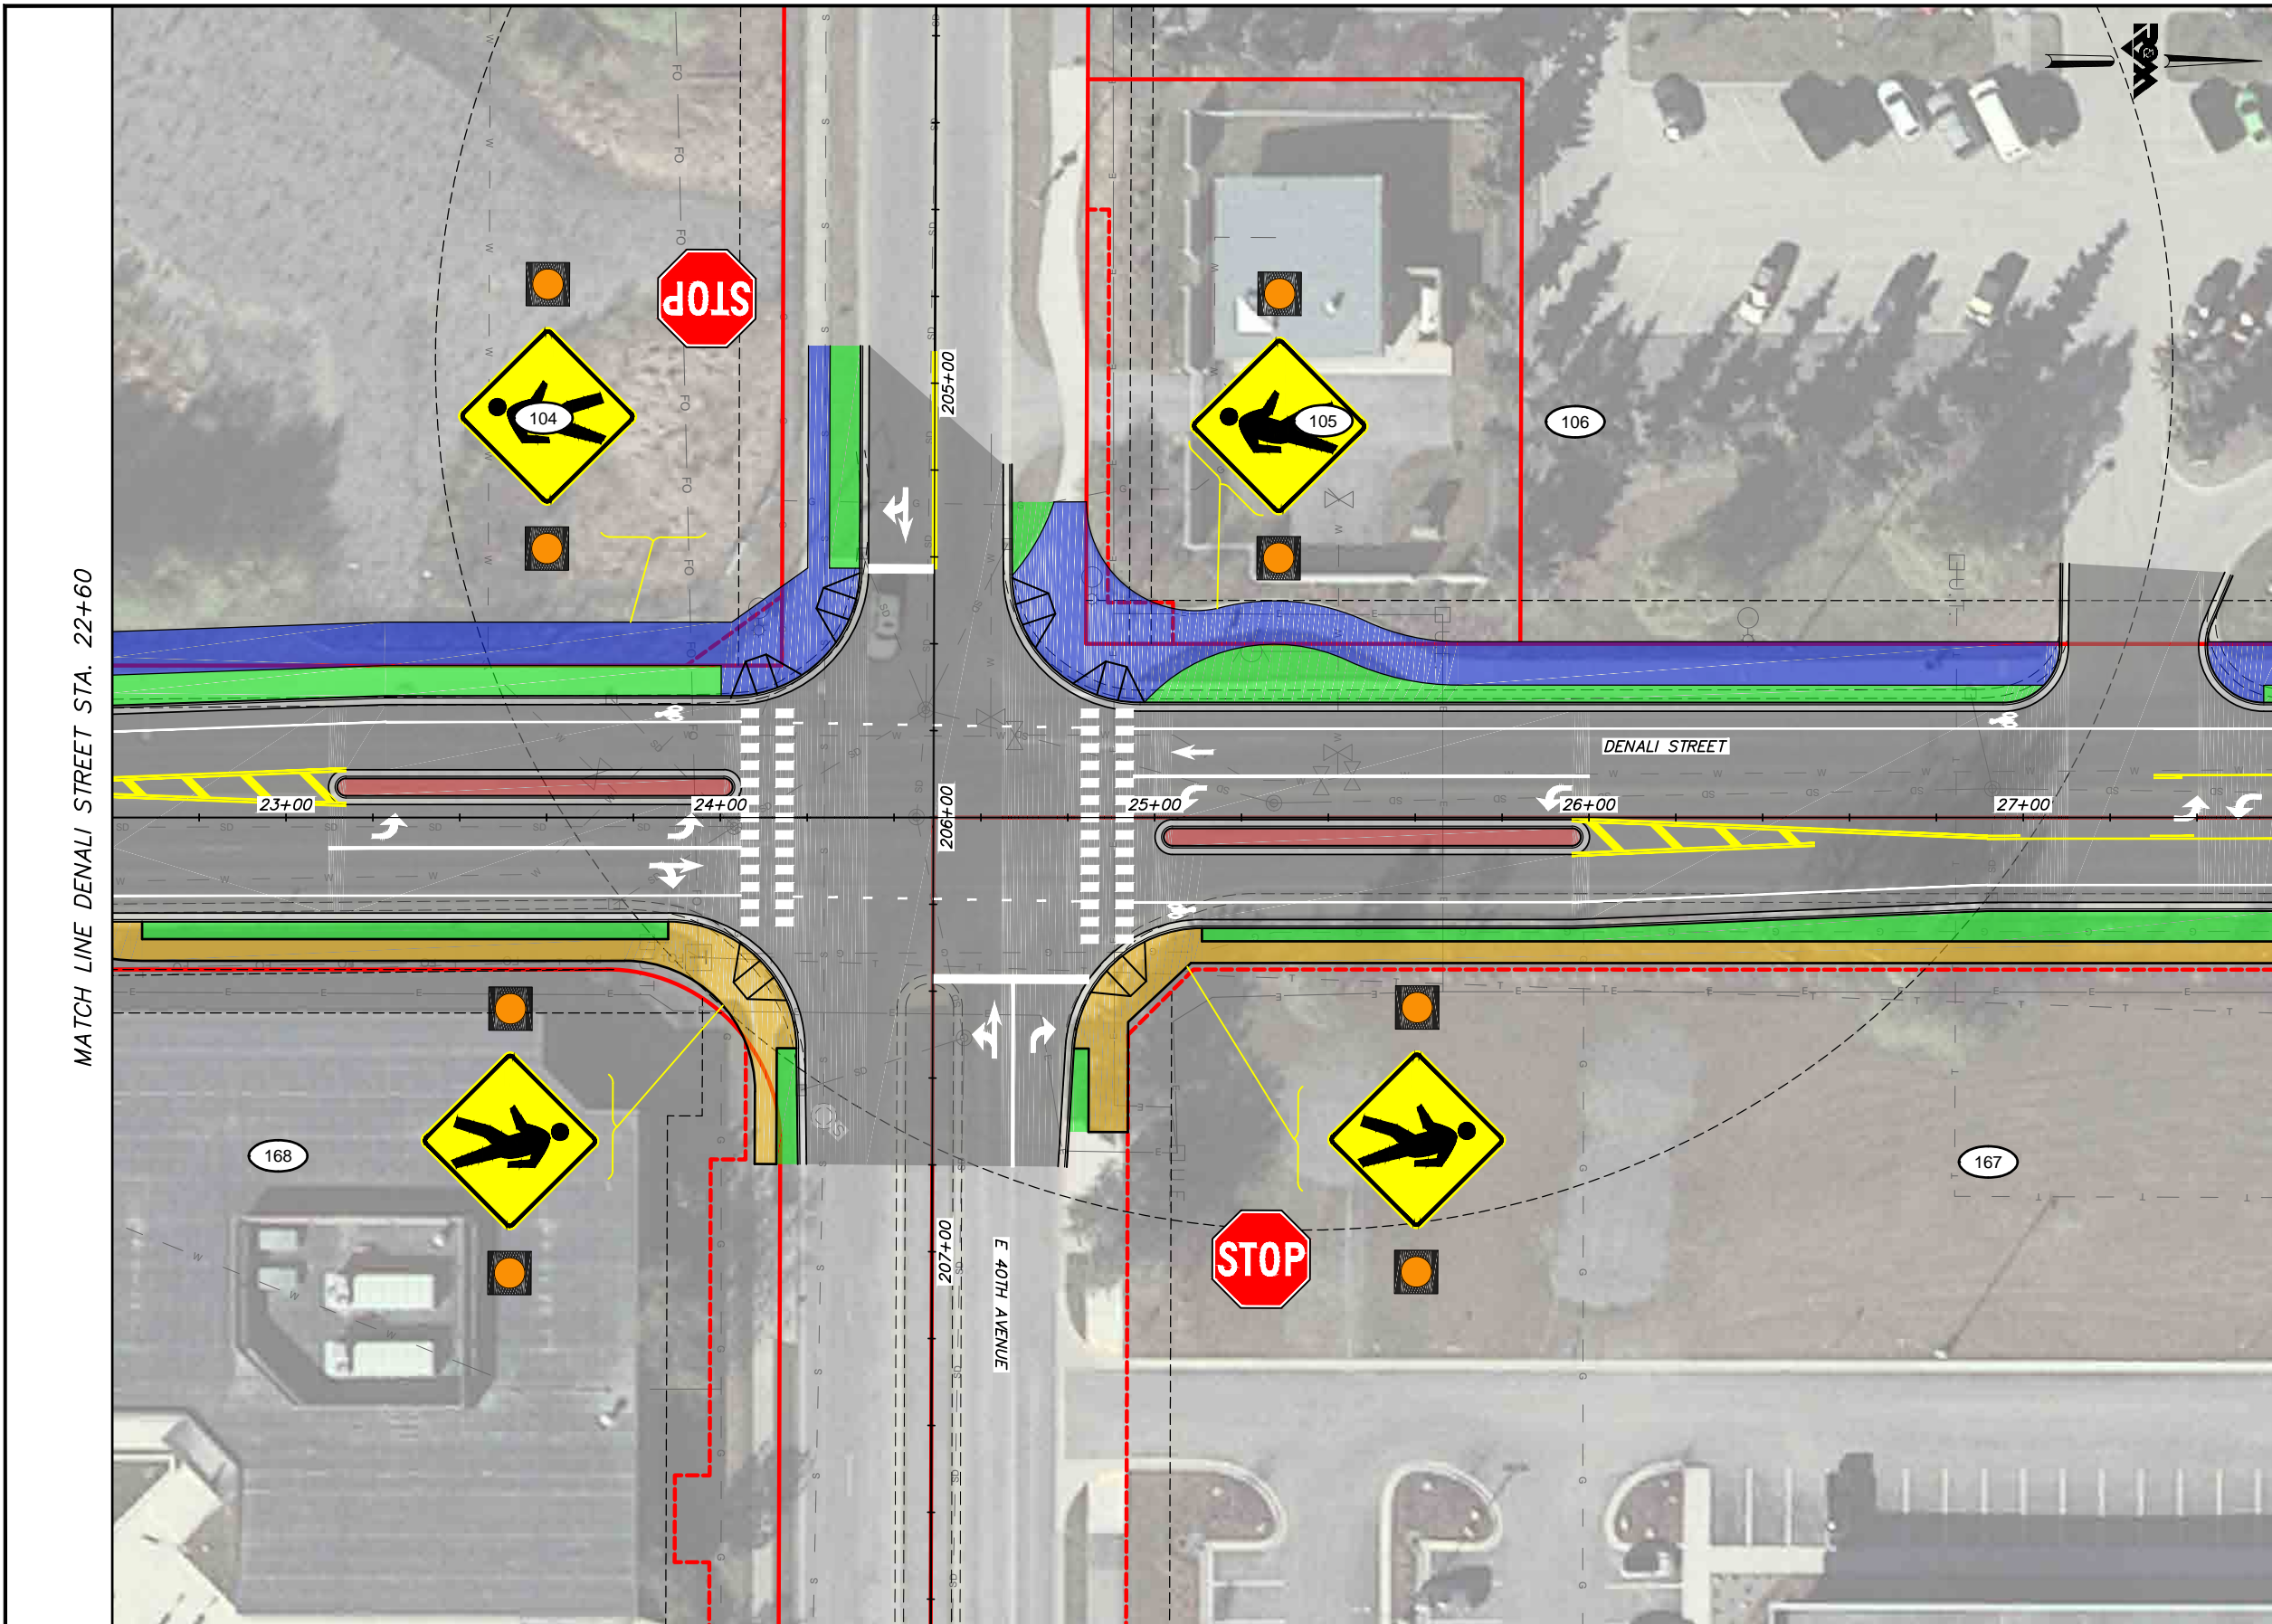 MATCH LINE DENALI STREET STA. 22+60
STOP
104
105
106
205+00
DENALI STREET
23+00
24+00
206+00
25+00
26+00
27+00
168
167
207+00
E 40TH AVENUE
STOP